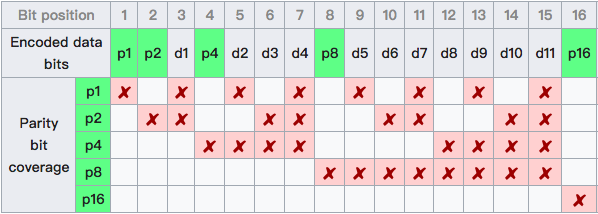 Bit position 1 2 3 4 5 6 7 8 9 10 11 12 13 14 15 16
Encoded data bits p1 p2 d1 p4 d2 d3 d4 p8 d5 d6 d7 d8 d9 d10 d11 p16
Parity bit coverage
p1 ✘ ✘ ✘ ✘ ✘ ✘ ✘ ✘
p2 ✘ ✘ ✘ ✘ ✘ ✘ ✘ ✘
p4 ✘ ✘ ✘ ✘ ✘ ✘ ✘ ✘
p8 ✘ ✘ ✘ ✘ ✘ ✘ ✘ ✘
p16 ✘